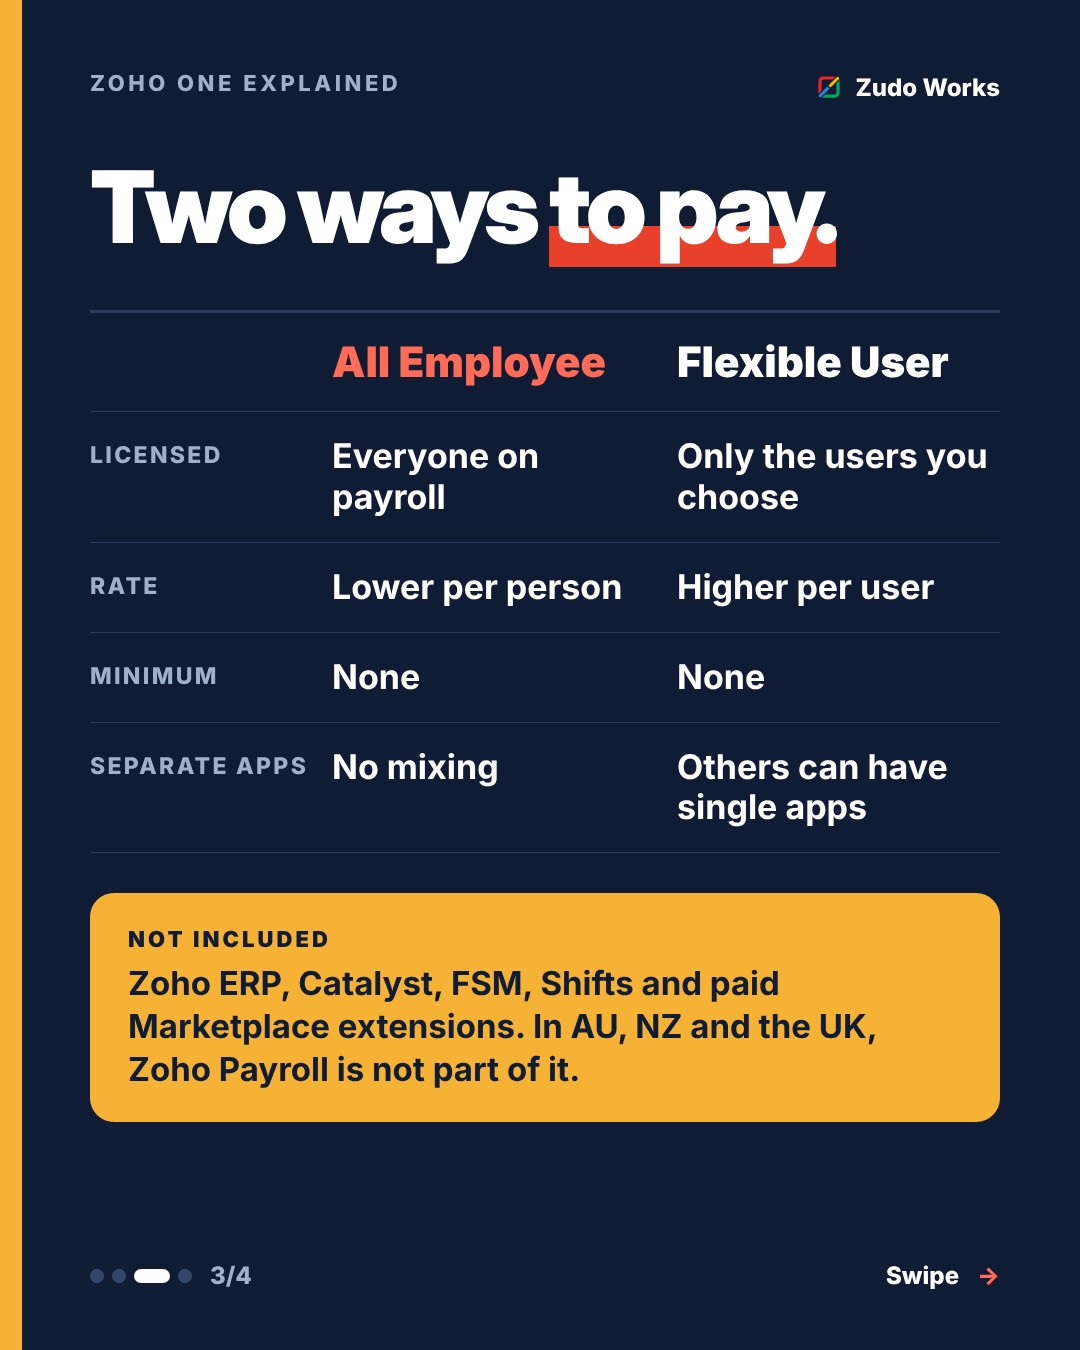 ZOHO ONE EXPLAINED
Zudo Works
Two ways to pay.
All Employee
Flexible User
LICENSED
Everyone on
payroll
Only the users you
choose
RATE
Lower per person
Higher per user
MINIMUM
None
None
SEPARATE APPS
No mixing
Others can have
single apps
NOT INCLUDED
Zoho ERP, Catalyst, FSM, Shifts and paid
Marketplace extensions. In AU, NZ and the UK,
Zoho Payroll is not part of it.
3/4
Swipe →